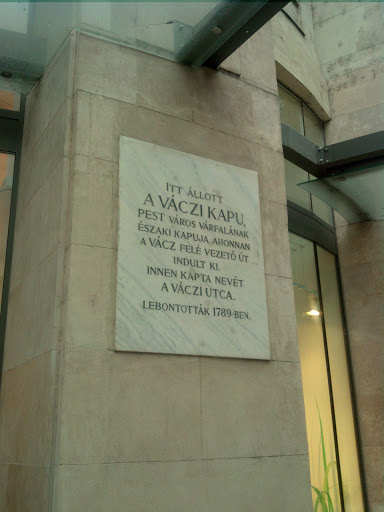 ITT ÁLLOTT
A VÁCZI KAPU,
PEST VÁROS VÁRFALÁNAK
ÉSZAKI KAPUJA, AHONNAN
A VÁCZ FELÉ VEZETŐ ÚT
INDULT KI.
INNEN KAPTA NEVÉT
A VÁCZI UTCA.
LEBONTOTTÁK 1789-BEN.